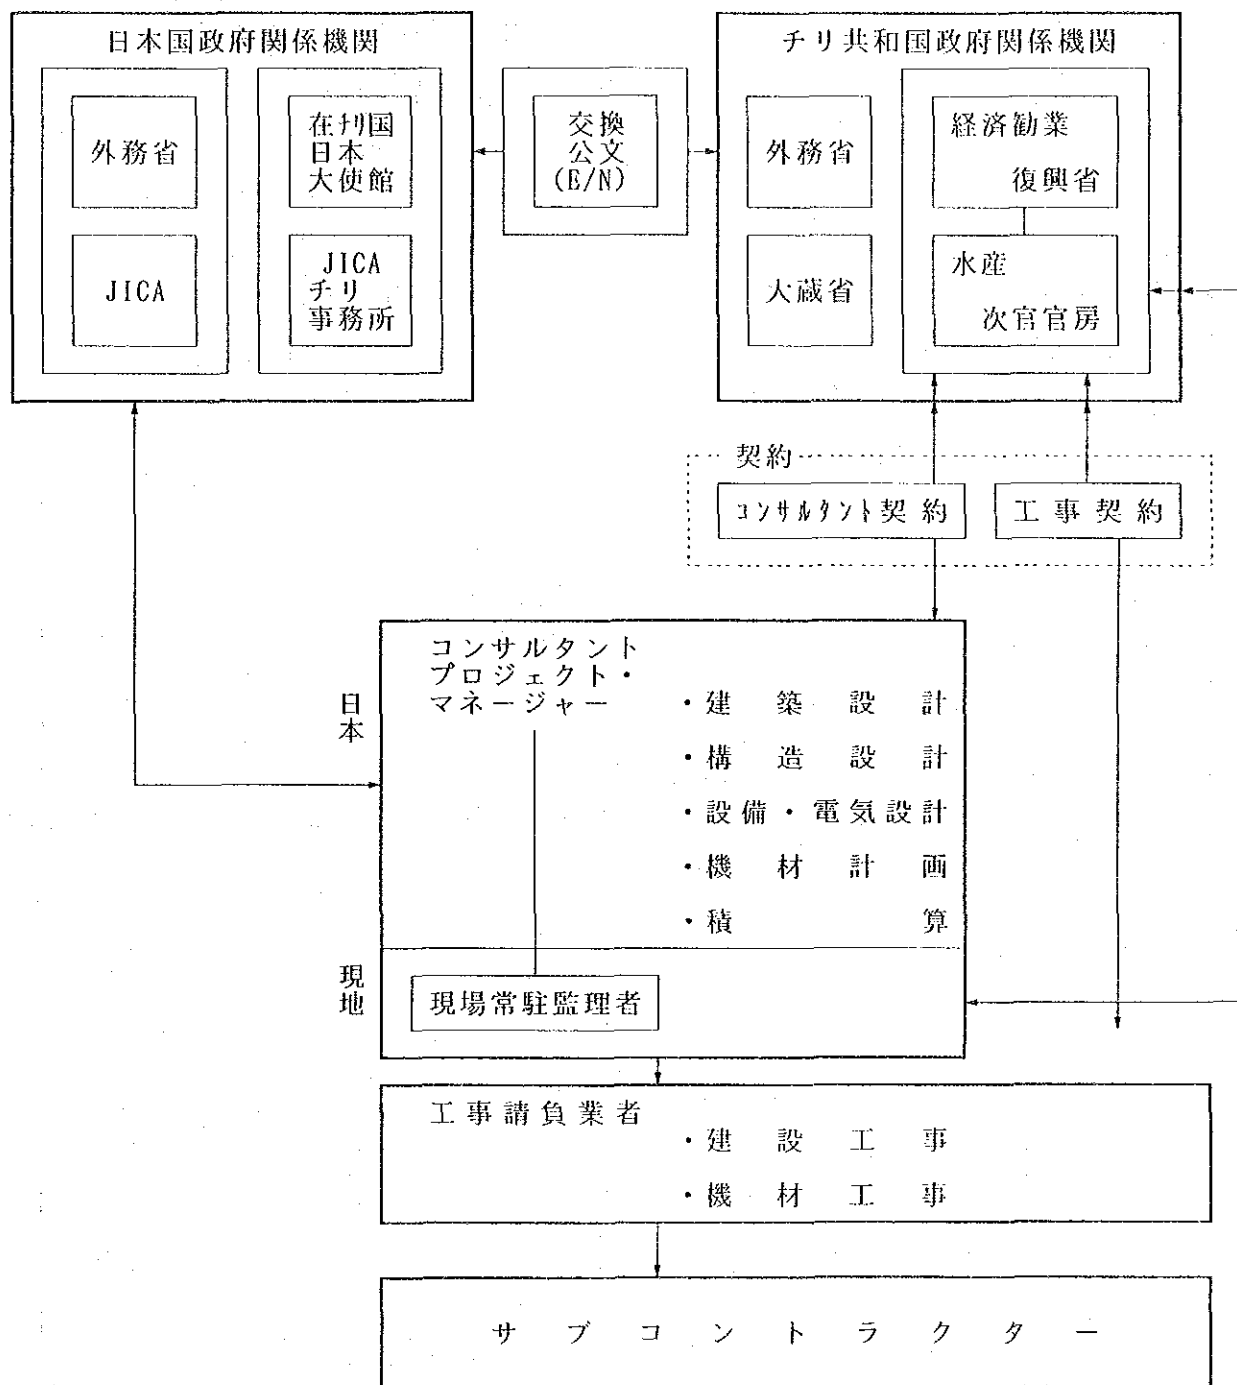 日本国政府関係機関
外務省
JICA
在チリ国
日本
大使館
JICA
チリ
事務所
交換
公文
(E/N)
チリ共和国政府関係機関
外務省
大蔵省
経済勧業
復興省
水産
次官官房
契約
コンサルタント契約
工事契約
日本
コンサルタント
プロジェクト・
マネージャー
・建築設計
・構造設計
・設備・電気設計
・機材計画
・積算
現地
現場常駐監理者
工事請負業者
・建設工事
・機材工事
サブコントラクター